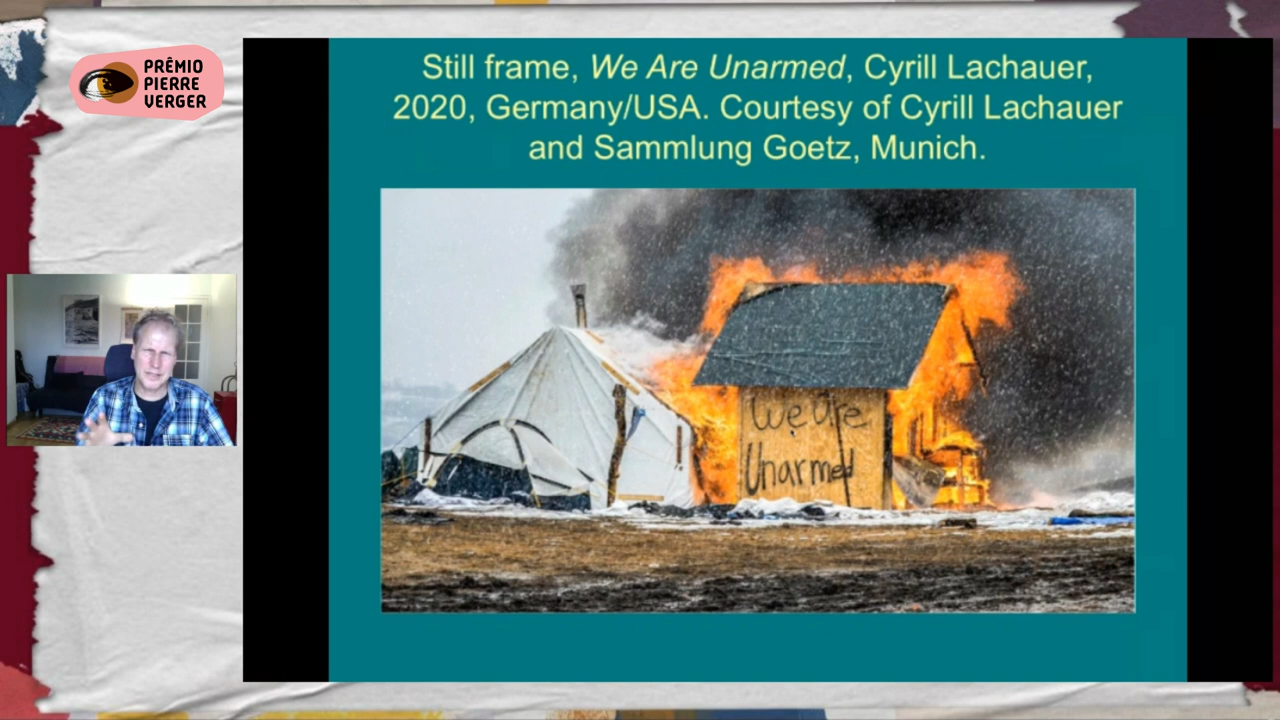 PRÊMIO
PIERRE
VERGER
Still frame, We Are Unarmed, Cyrill Lachauer,
2020, Germany/USA. Courtesy of Cyrill Lachauer
and Sammlung Goetz, Munich.
We Are
Unarmed